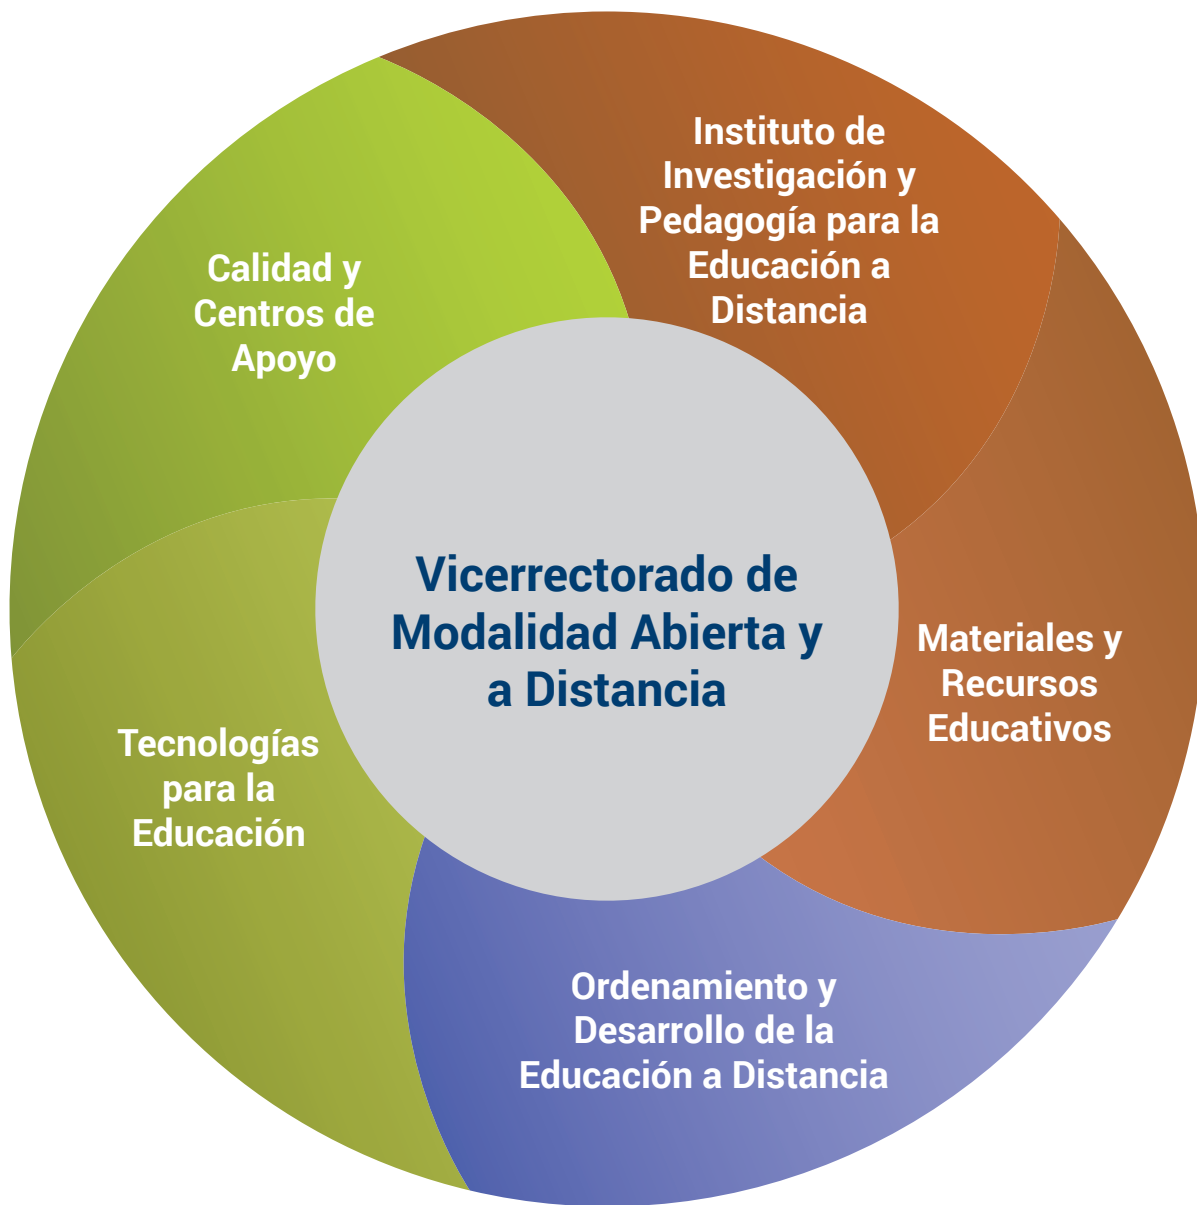 Instituto de
Investigación y
Pedagogía para la
Educación a
Distancia
Calidad y
Centros de
Apoyo
Vicerrectorado de
Modalidad Abierta y
a Distancia
Materiales y
Recursos
Educativos
Tecnologías
para la
Educación
Ordenamiento y
Desarrollo de la
Educación a Distancia